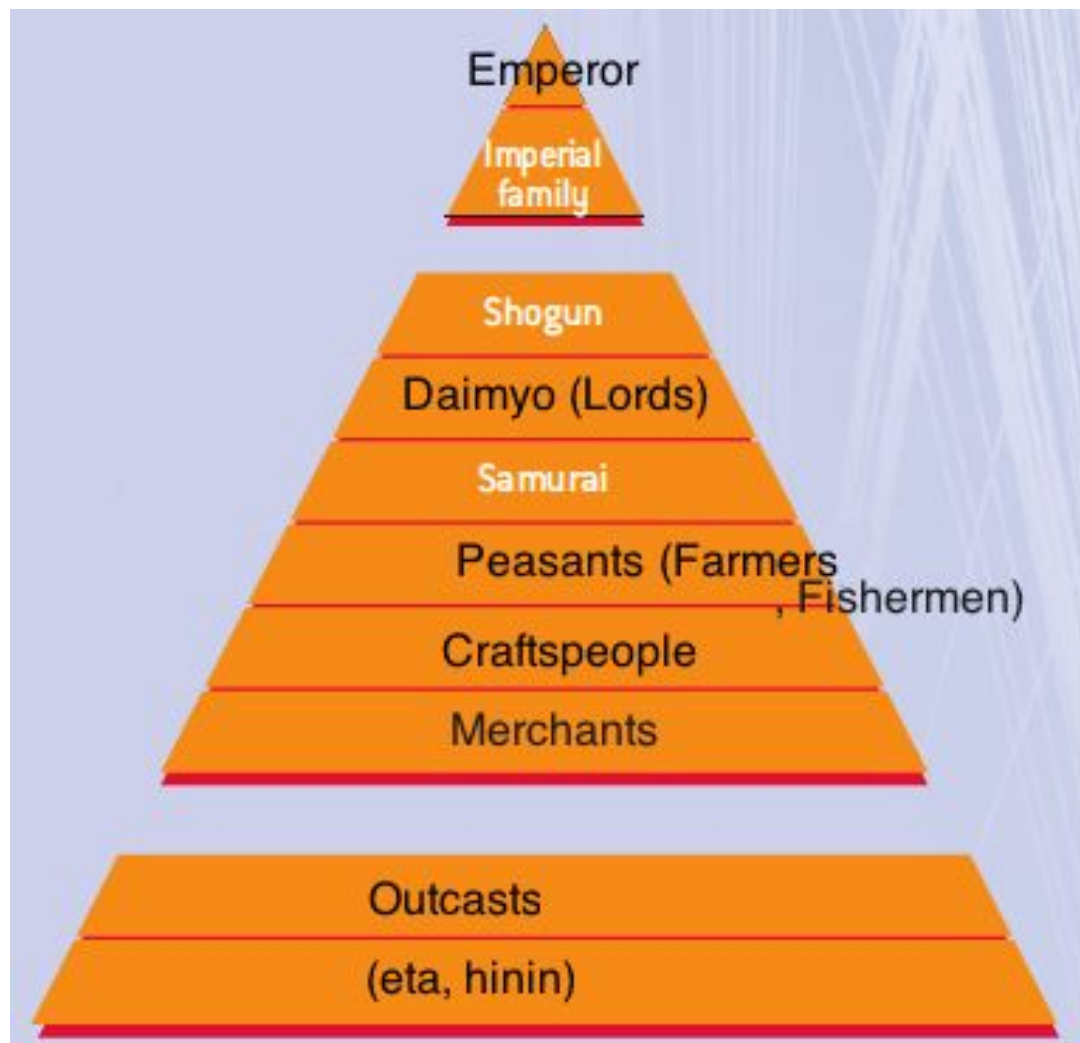 Emperor
Imperial
family
Shogun
Daimyo (Lords)
Samurai
Peasants (Farmers
, Fishermen)
Craftspeople
Merchants
Outcasts
(eta, hinin)